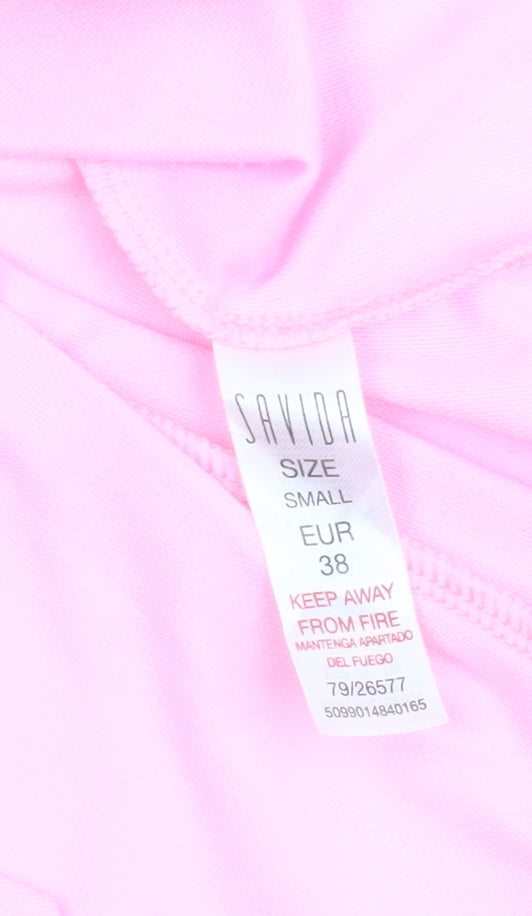 SAVIDA
SIZE
SMALL
EUR
38
KEEP AWAY
FROM FIRE
MANTENGA APARTADO
DEL FUEGO
79/26577
5099014840165